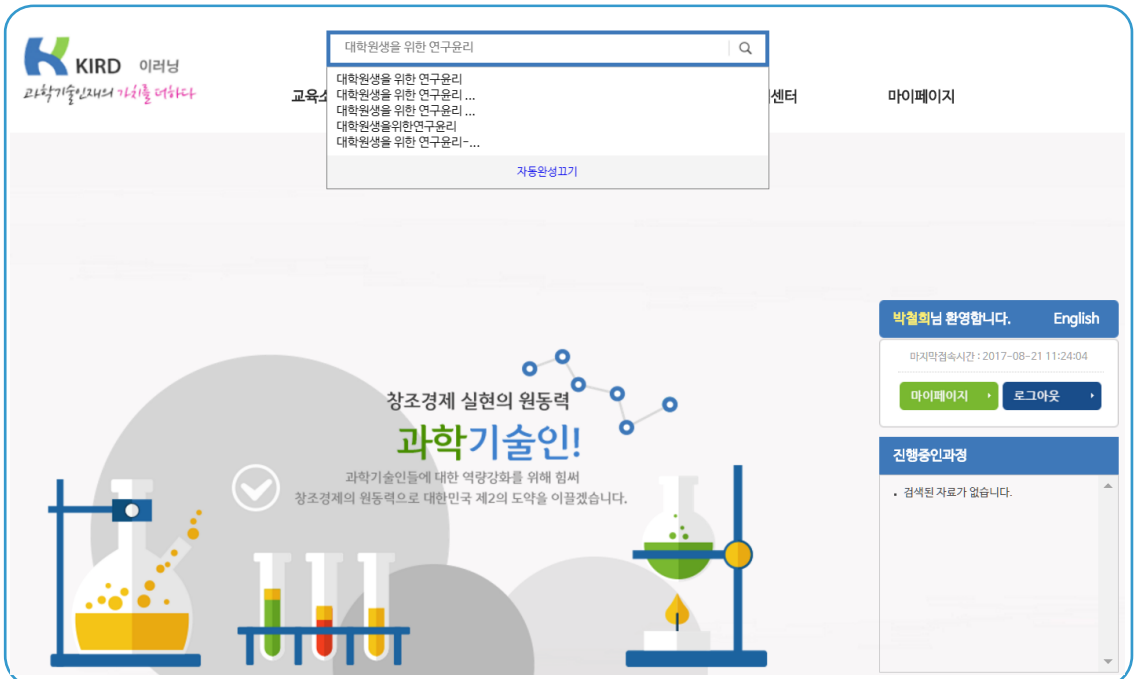 KIRD 이러닝
과학기술인재의 가치를 더하다
대학원생을 위한 연구윤리
대학원생을 위한 연구윤리
대학원생을 위한 연구윤리 ...
대학원생을 위한 연구윤리 ...
대학원생을위한연구윤리
대학원생을 위한 연구윤리-...
자동완성끄기
교육소
센터
마이페이지
박철희님 환영합니다. English
마지막접속시간 : 2017-08-21 11:24:04
마이페이지
로그아웃
진행중인과정
검색된 자료가 없습니다.
창조경제 실현의 원동력
과학기술인!
과학기술인들에 대한 역량강화를 위해 힘써
창조경제의 원동력으로 대한민국 제2의 도약을 이끌겠습니다.